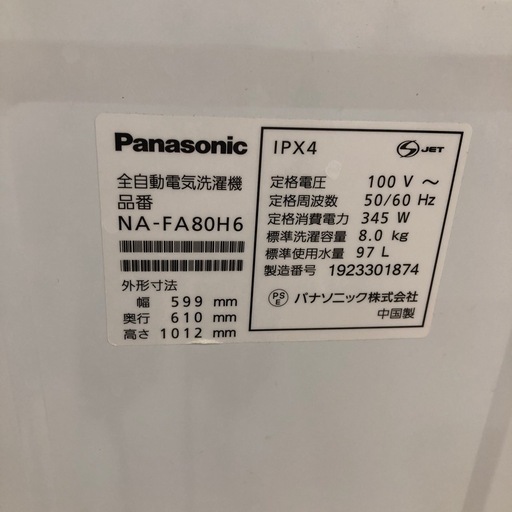 Panasonic
全自動電気洗濯機
品番
NA-FA80H6
外形寸法
幅 599 mm
奥行 610 mm
高さ 1012 mm
IPX4
S JET
定格電圧 100 V ～
定格周波数 50/60 Hz
定格消費電力 345 W
標準洗濯容量 8.0 kg
標準使用水量 97 L
製造番号 1923301874
PS E パナソニック株式会社
中国製